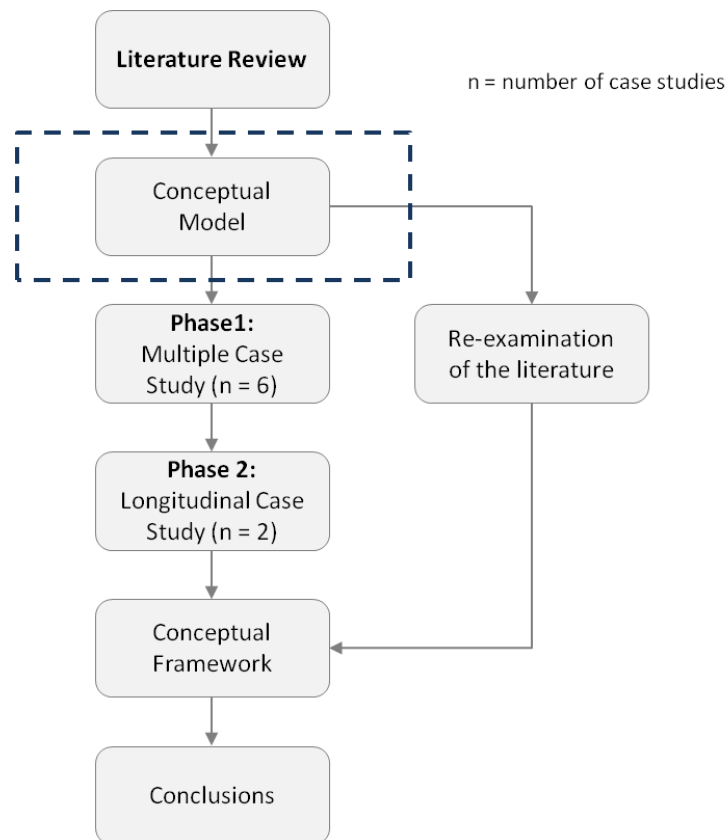 Literature Review
n = number of case studies
Conceptual
Model
Phase1:
Multiple Case
Study (n = 6)
Re-examination
of the literature
Phase 2:
Longitudinal Case
Study (n = 2)
Conceptual
Framework
Conclusions